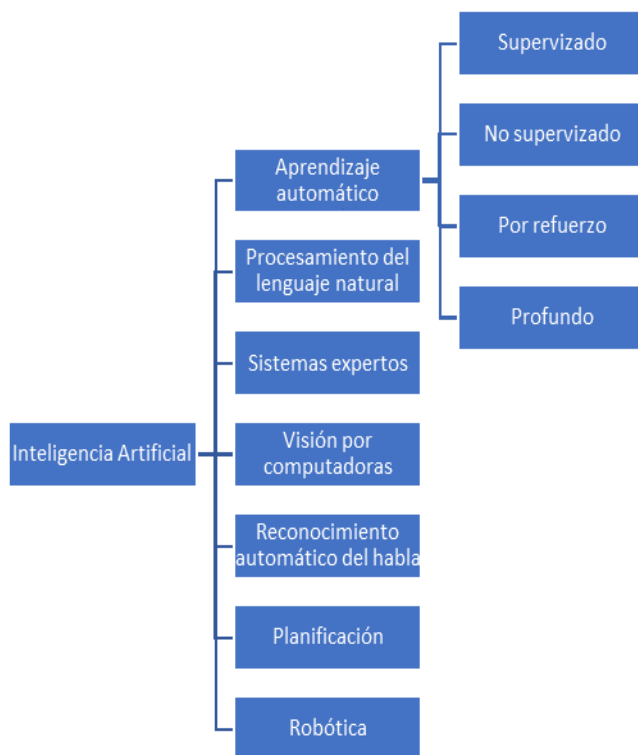 Supervizado
No supervizado
Aprendizaje
automático
Por refuerzo
Procesamiento del
lenguaje natural
Profundo
Sistemas expertos
Inteligencia Artificial
Visión por
computadoras
Reconocimiento
automático del habla
Planificación
Robótica